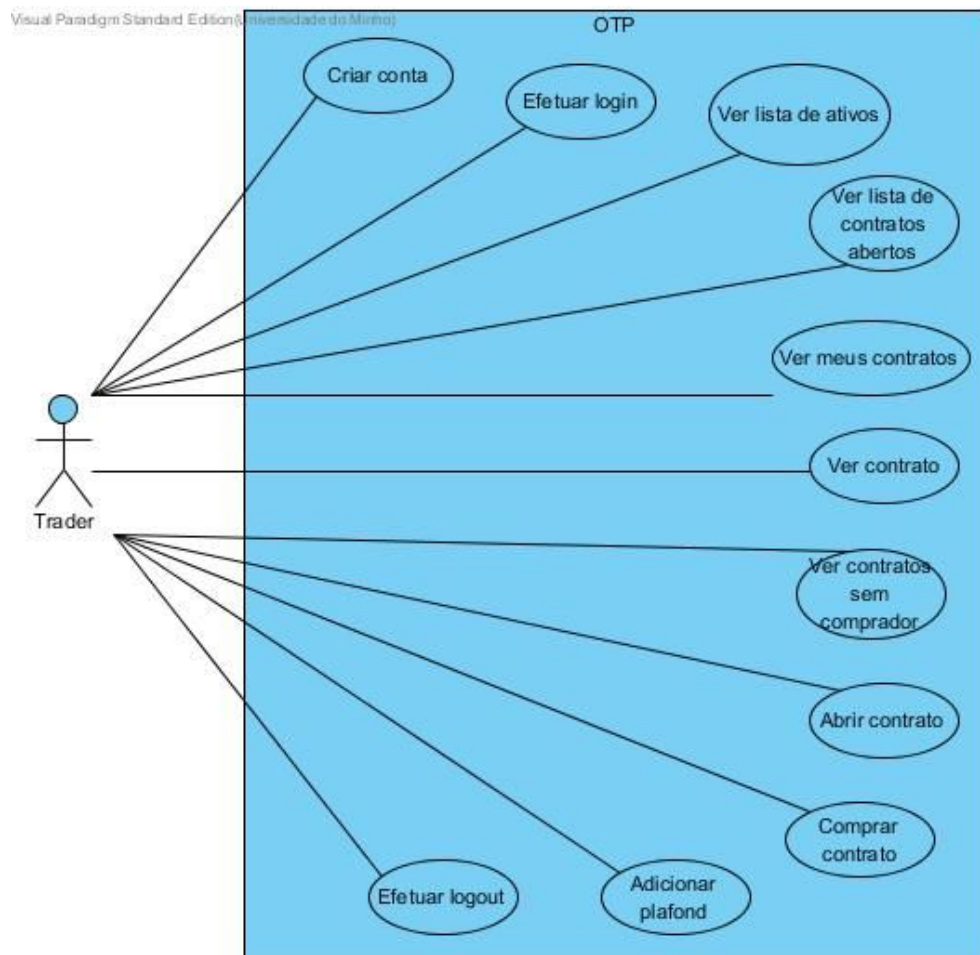 Visual Paradigm Standard Edition(Universidade do Minho)
OTP
Criar conta
Efetuar login
Ver lista de ativos
Ver lista de
contratos
abertos
Ver meus contratos
Trader
Ver contrato
Ver contratos
sem
comprador
Abrir contrato
Comprar
contrato
Adicionar
plafond
Efetuar logout